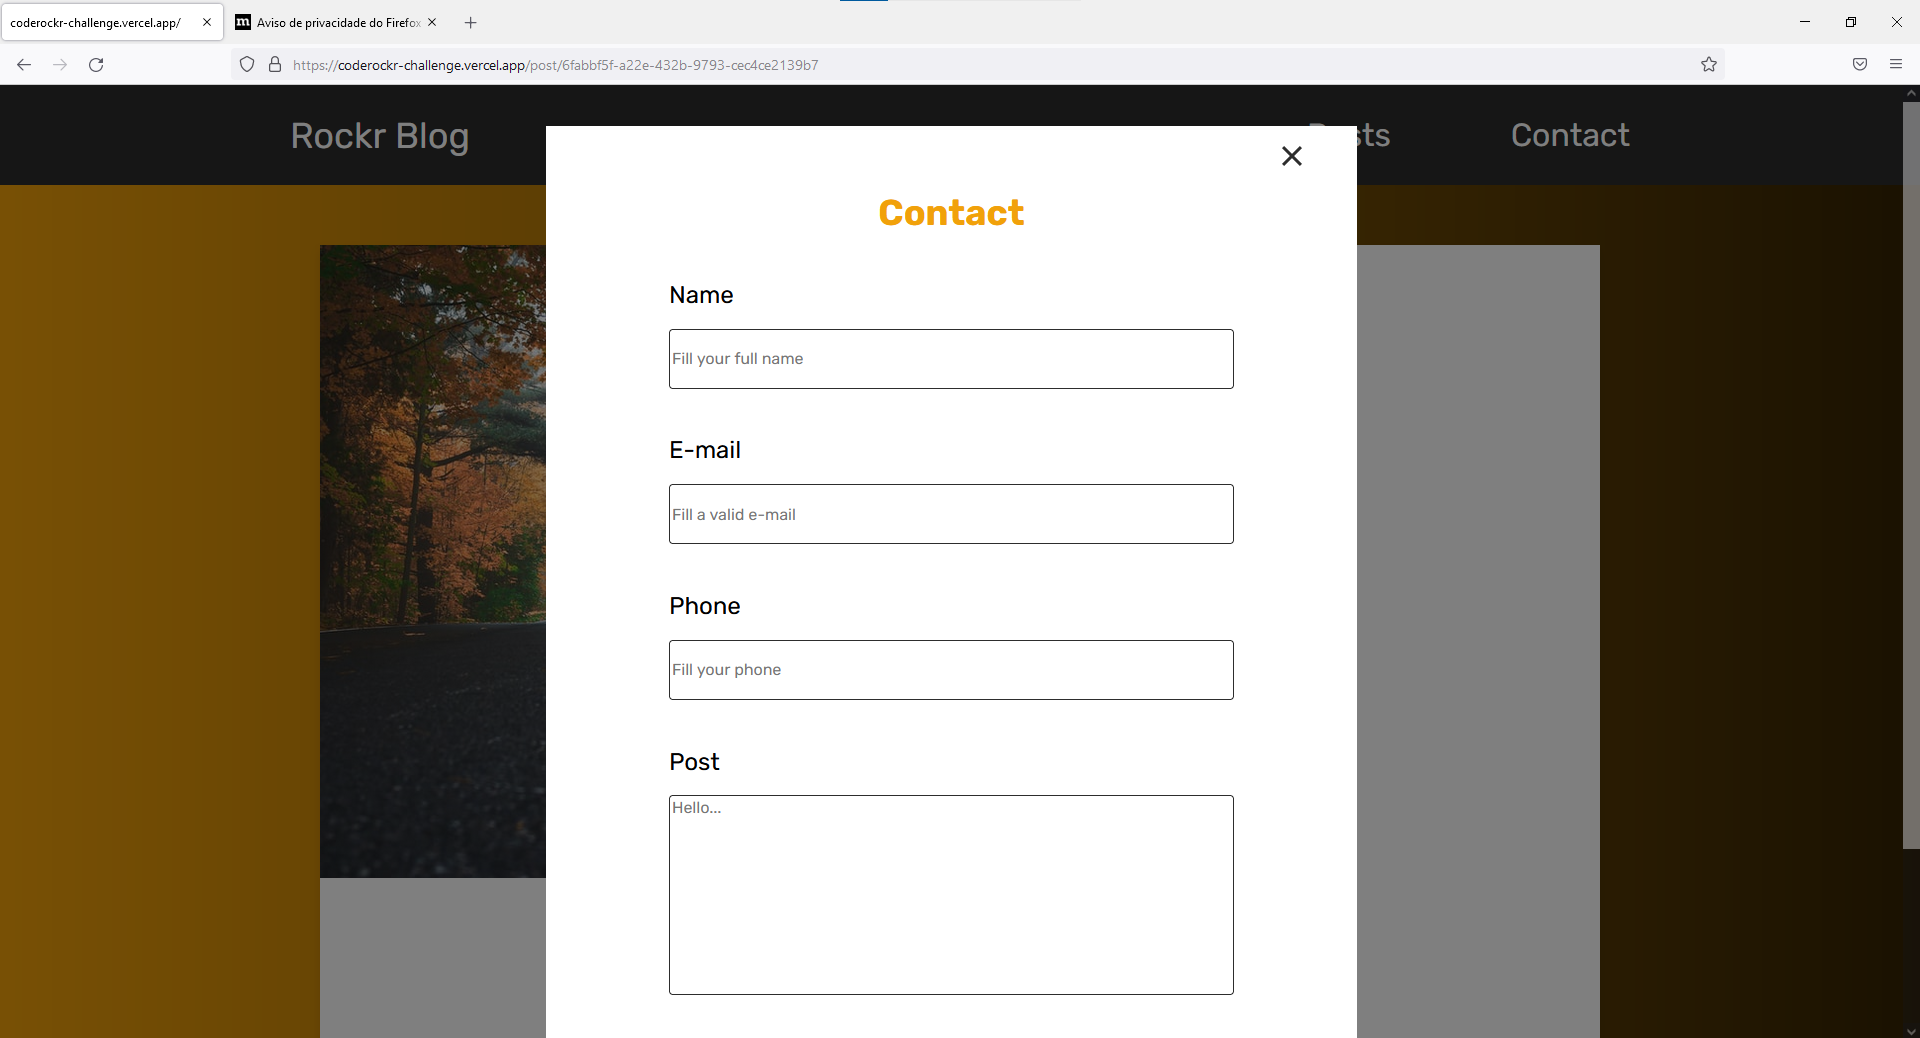 coderockr-challenge.vercel.app/
Aviso de privacidade do Firefox
https://coderockr-challenge.vercel.app/post/6fabbf5f-a22e-432b-9793-cec4ce2139b7
Rockr Blog
Posts
Contact
Contact
Name
Fill your full name
E-mail
Fill a valid e-mail
Phone
Fill your phone
Post
Hello...